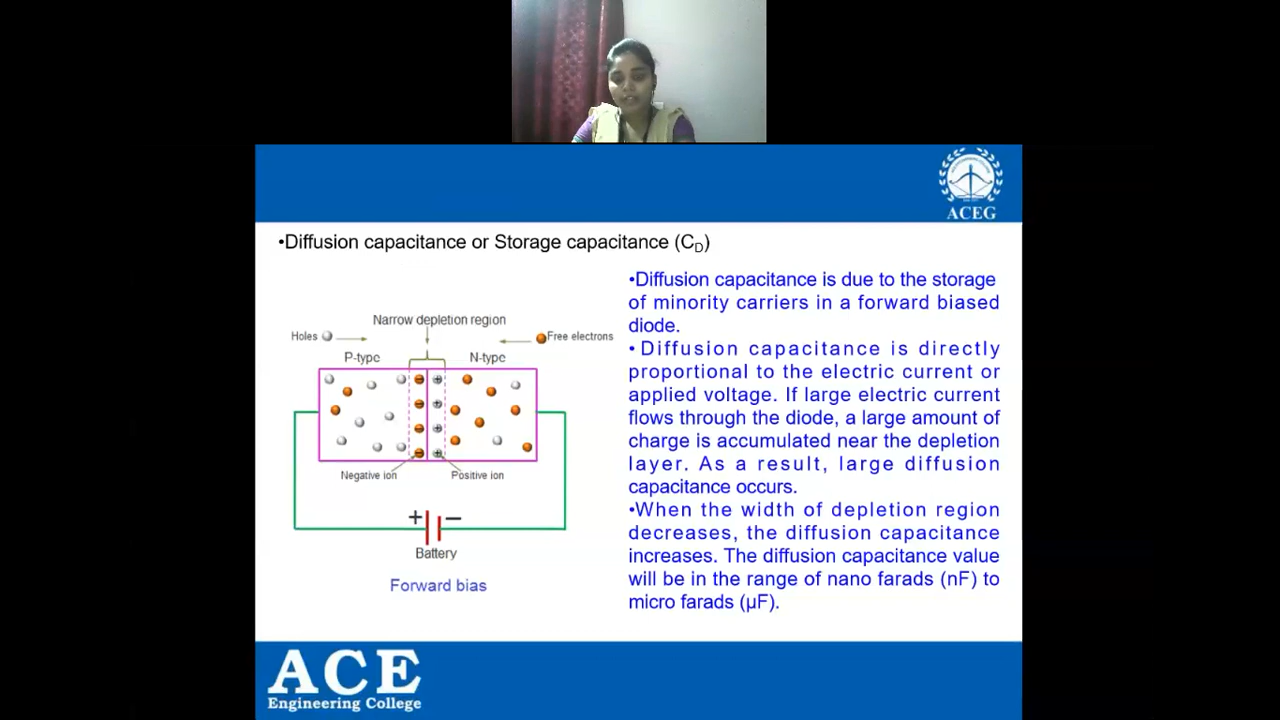 ACEG
•Diffusion capacitance or Storage capacitance (CD)
Narrow depletion region
Holes
Free electrons
P-type
N-type
Negative ion
Positive ion
+ −
Battery
Forward bias
•Diffusion capacitance is due to the storage
of minority carriers in a forward biased
diode.
• Diffusion capacitance is directly
proportional to the electric current or
applied voltage. If large electric current
flows through the diode, a large amount of
charge is accumulated near the depletion
layer. As a result, large diffusion
capacitance occurs.
•When the width of depletion region
decreases, the diffusion capacitance
increases. The diffusion capacitance value
will be in the range of nano farads (nF) to
micro farads (µF).
ACE
Engineering College